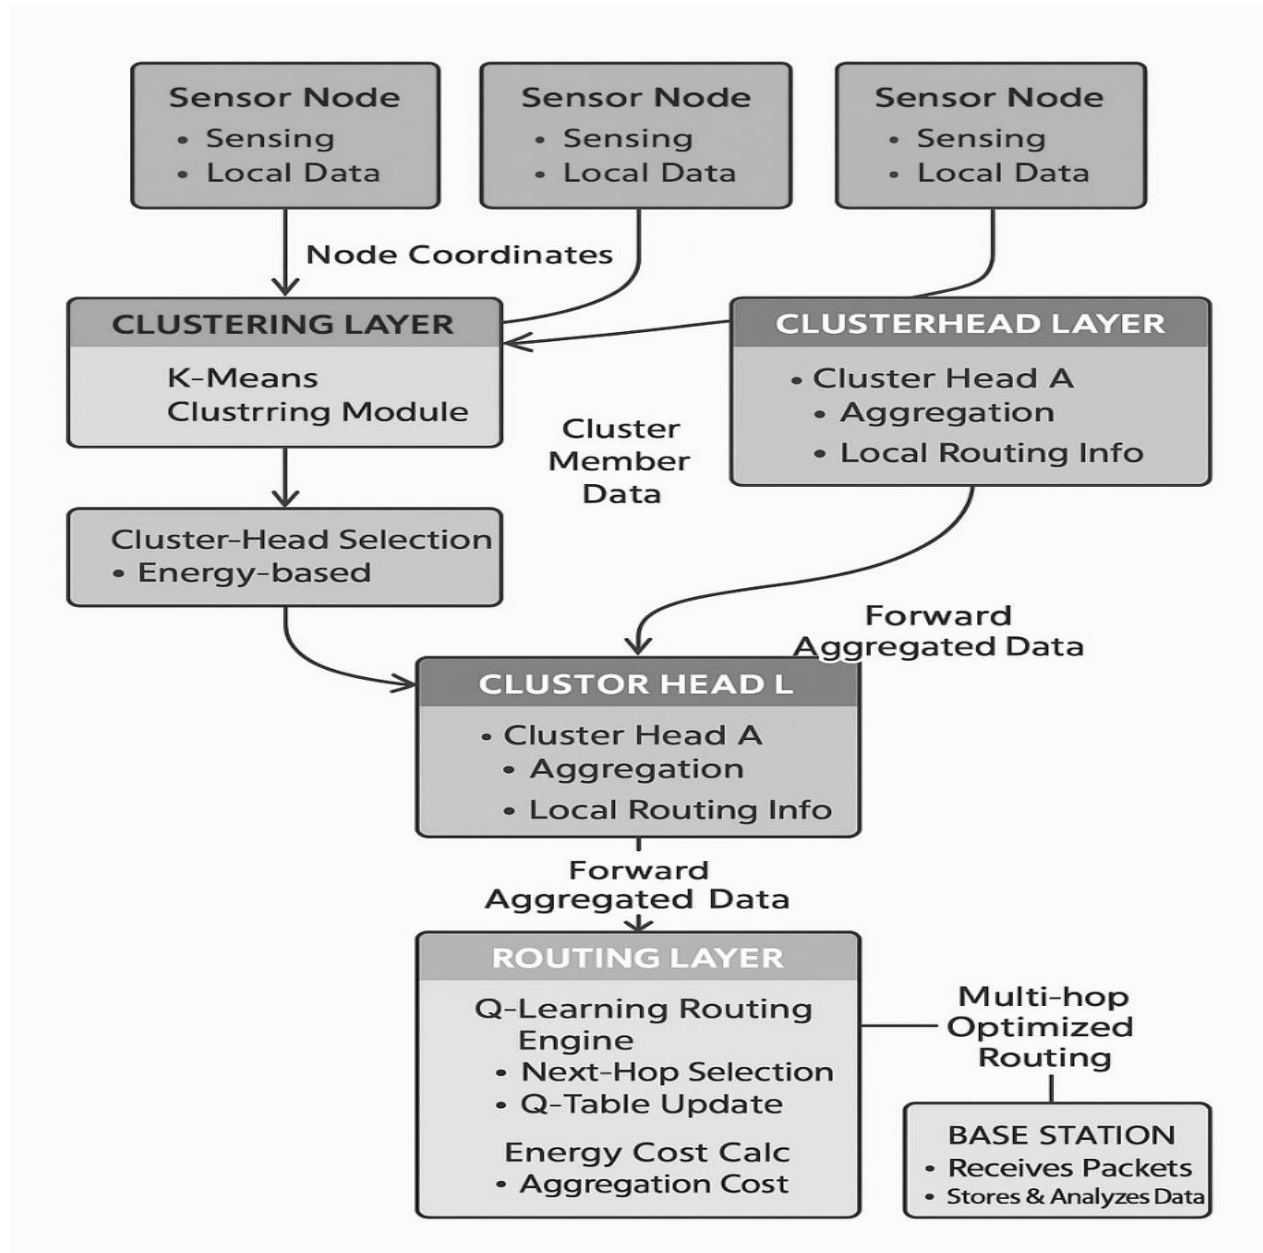 Sensor Node
• Sensing
• Local Data
Sensor Node
• Sensing
• Local Data
Sensor Node
• Sensing
• Local Data
Node Coordinates
CLUSTERING LAYER
K-Means
Clustrring Module
CLUSTERHEAD LAYER
• Cluster Head A
• Aggregation
• Local Routing Info
Cluster
Member
Data
Cluster-Head Selection
• Energy-based
Forward
Aggregated Data
CLUSTOR HEAD L
• Cluster Head A
• Aggregation
• Local Routing Info
Forward
Aggregated Data
ROUTING LAYER
Q-Learning Routing
Engine
• Next-Hop Selection
• Q-Table Update
Energy Cost Calc
• Aggregation Cost
Multi-hop
Optimized
Routing
BASE STATION
• Receives Packets
• Stores & Analyzes Data